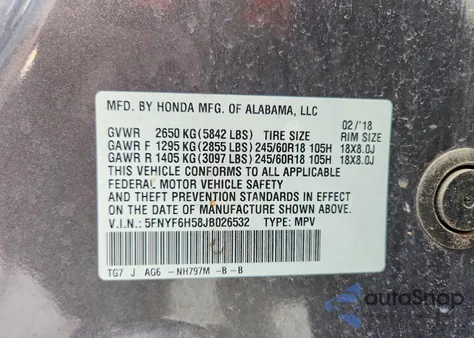 MFD. BY HONDA MFG. OF ALABAMA, LLC 02/'18
GVWR 2650 KG (5842 LBS) TIRE SIZE RIM SIZE
GAWR F 1295 KG (2855 LBS) 245/60R18 105H 18X8.0J
GAWR R 1405 KG (3097 LBS) 245/60R18 105H 18X8.0J
THIS VEHICLE CONFORMS TO ALL APPLICABLE
FEDERAL MOTOR VEHICLE SAFETY
AND THEFT PREVENTION STANDARDS IN EFFECT
ON THE DATE OF MANUFACTURE SHOWN ABOVE.
V.I.N.: 5FNYF6H58JB026532 TYPE: MPV
TG7 J AG6 -NH797M -B -B
autoSnap